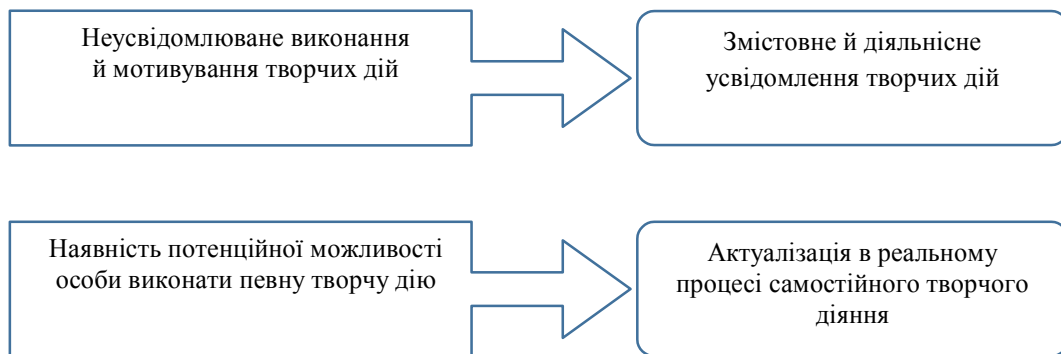 Неусвідомлюване виконання
й мотивування творчих дій
Змістовне й діяльнісне
усвідомлення творчих дій
Наявність потенційної можливості
особи виконати певну творчу дію
Актуалізація в реальному
процесі самостійного творчого
діяння